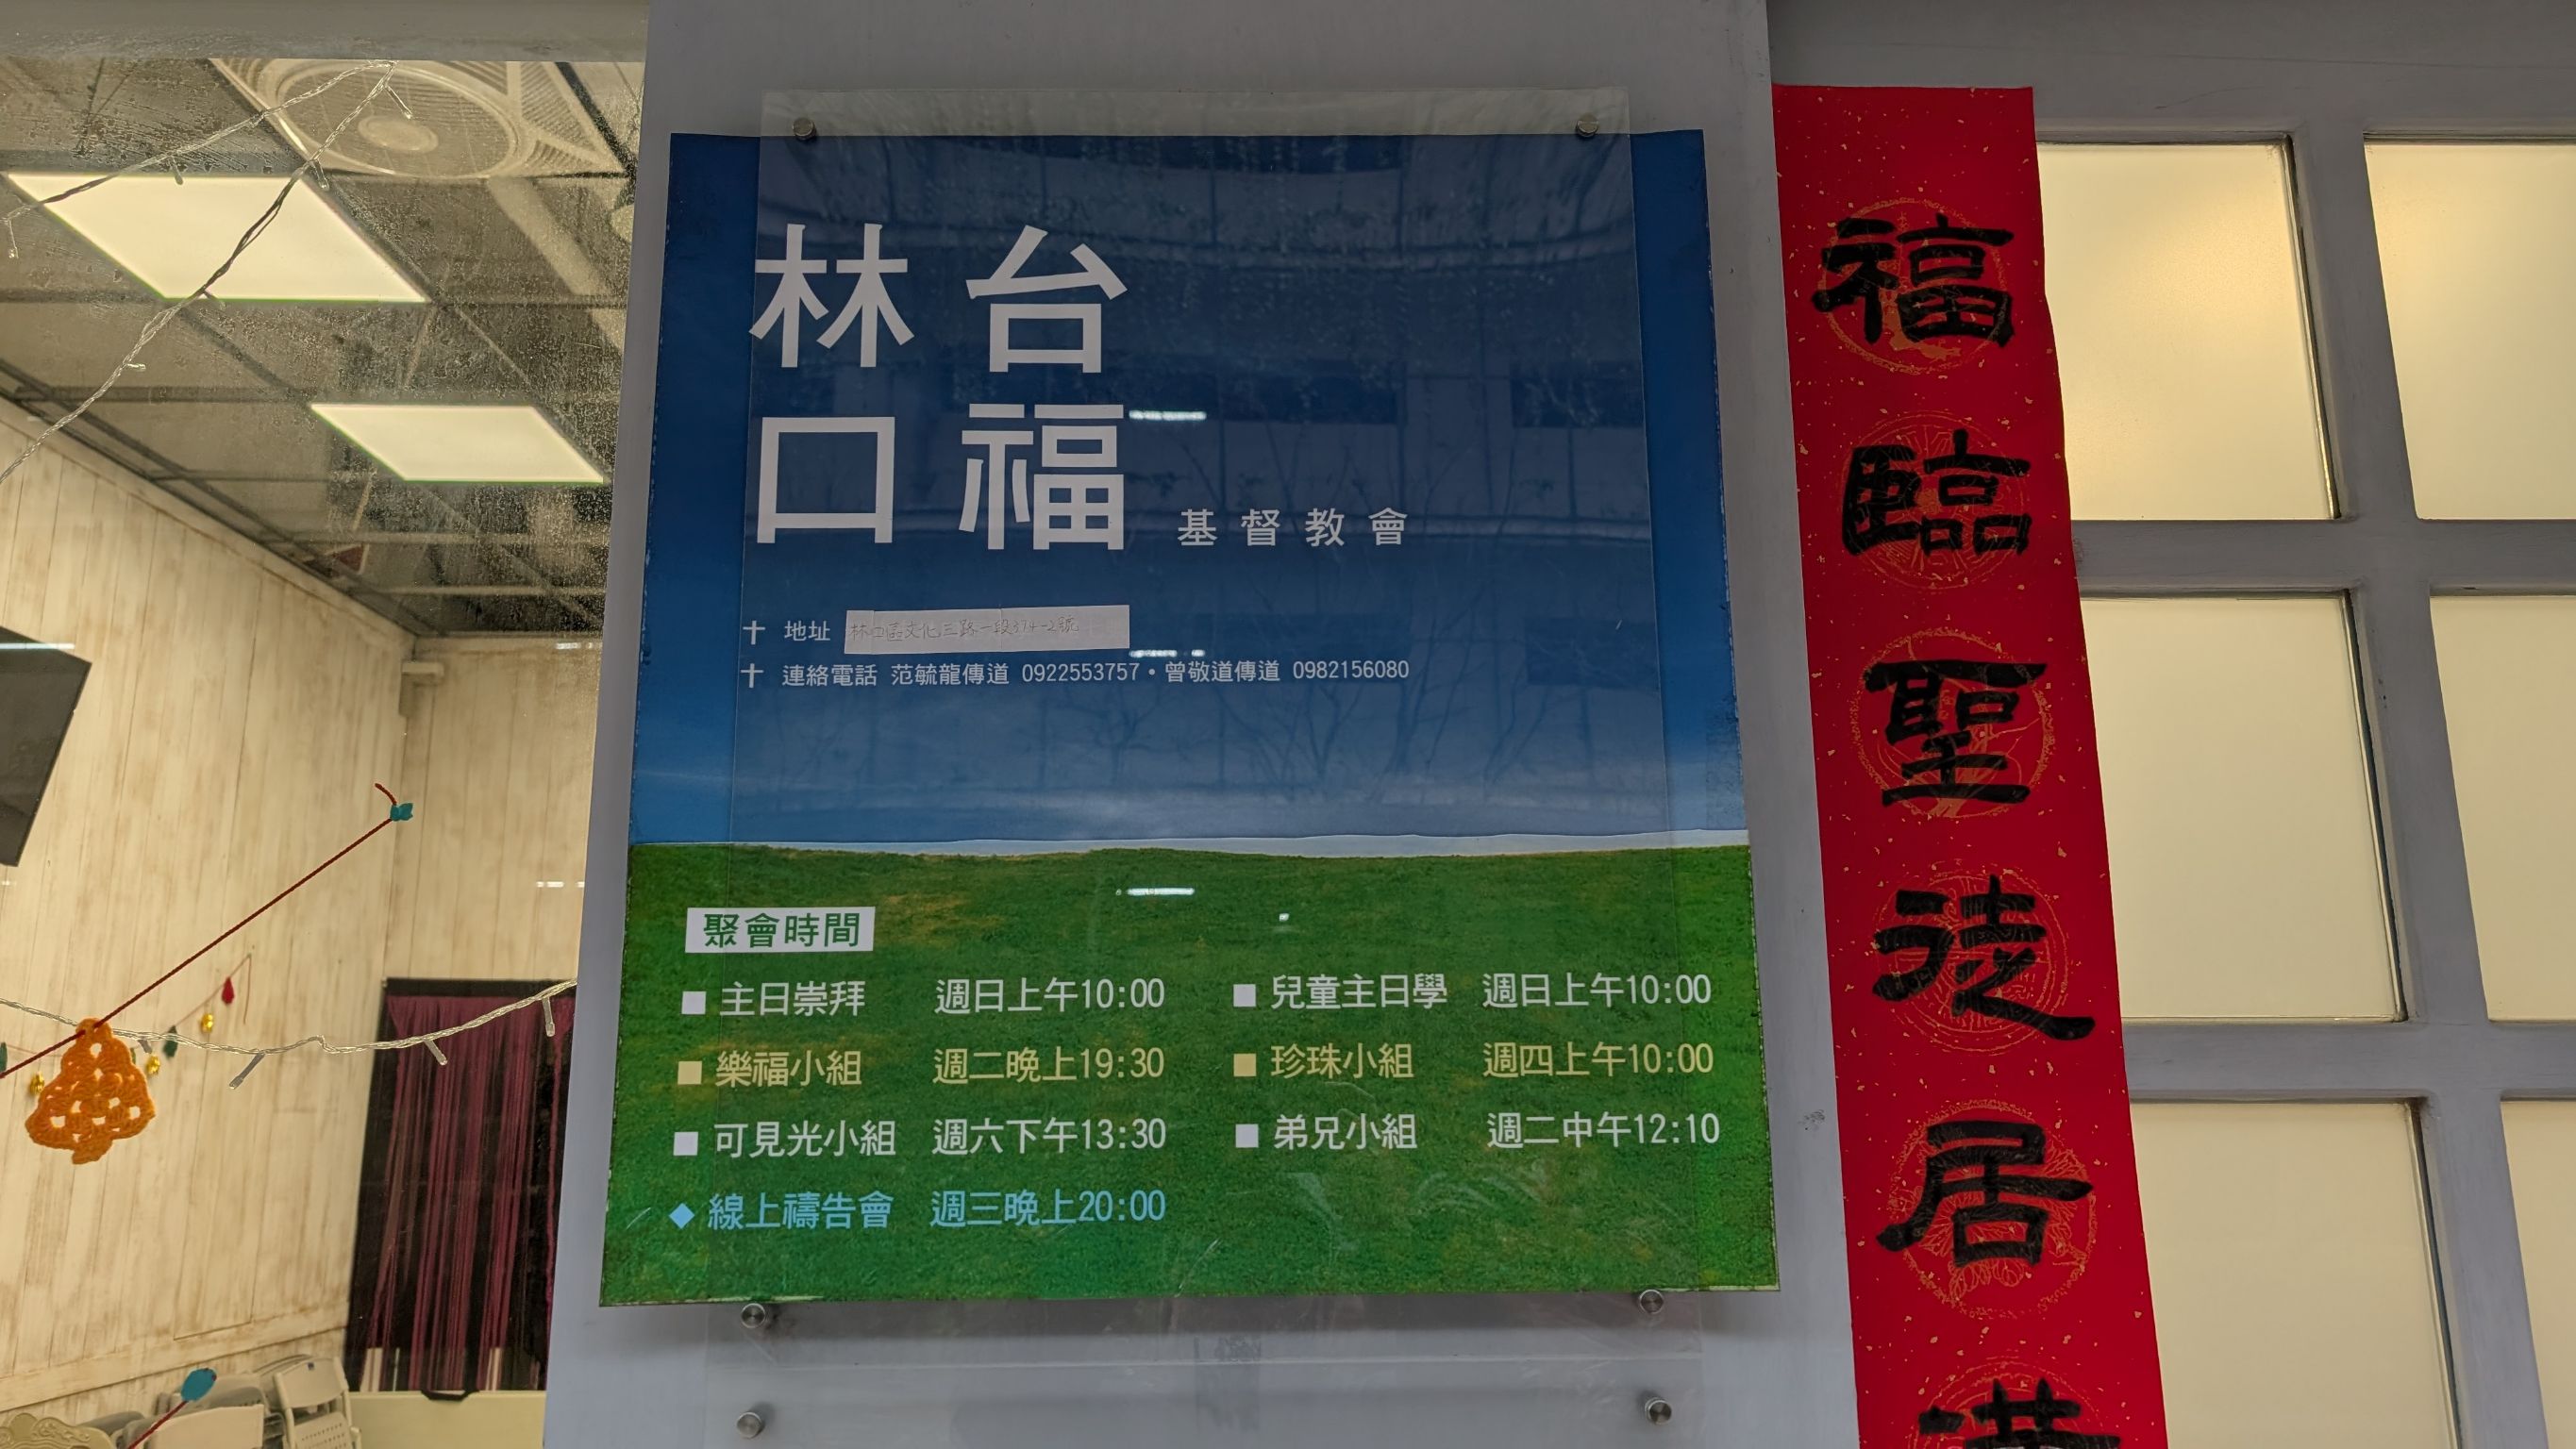 林口
台福
基督教會
地址 林口區文化三路一段374-2號
連絡電話 范毓龍傳道 0922553757・曾敬道傳道 0982156080
聚會時間
■ 主日崇拜 週日上午10:00 ■ 兒童主日學 週日上午10:00
■ 樂福小組 週二晚上19:30 ■ 珍珠小組 週四上午10:00
■ 可見光小組 週六下午13:30 ■ 弟兄小組 週二中午12:10
◆ 線上禱告會 週三晚上20:00
福臨聖徒居